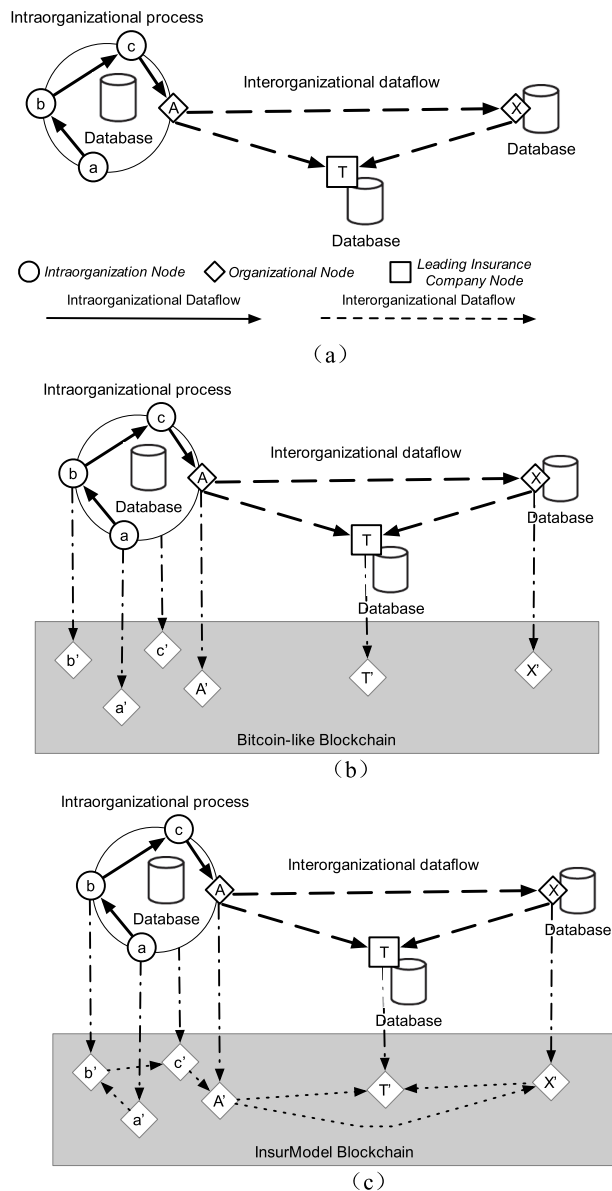 Intraorganizational process
c
Interorganizational dataflow
b
A
X
Database
Database
a
T
Database
Intraorganization Node
Organizational Node
Leading Insurance
Company Node
Intraorganizational Dataflow
Interorganizational Dataflow
（a）
Intraorganizational process
c
Interorganizational dataflow
b
A
X
Database
Database
a
T
Database
b'
c'
a'
A'
T'
X'
Bitcoin-like Blockchain
（b）
Intraorganizational process
c
Interorganizational dataflow
b
A
X
Database
Database
a
T
Database
b'
c'
a'
A'
T'
X'
InsurModel Blockchain
（c）